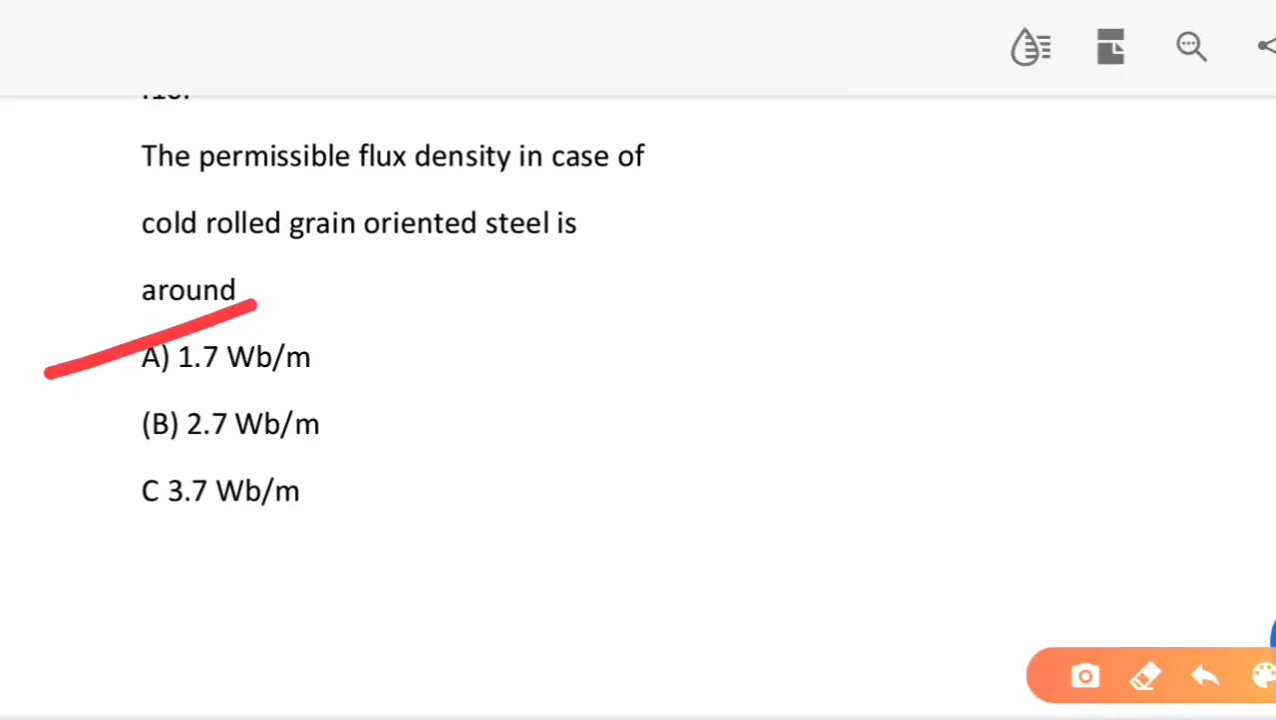 The permissible flux density in case of
cold rolled grain oriented steel is
around
A) 1.7 Wb/m
(B) 2.7 Wb/m
C 3.7 Wb/m